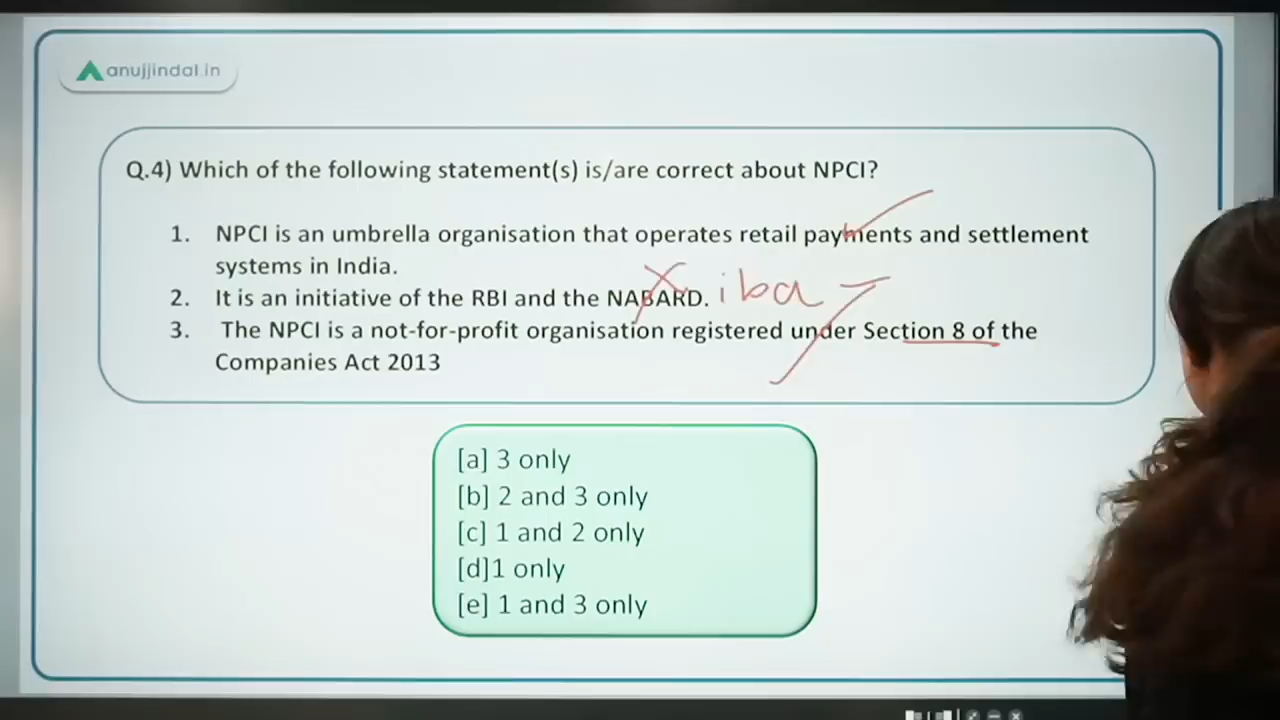 anujjindal.in
Q.4) Which of the following statement(s) is/are correct about NPCI?
1. NPCI is an umbrella organisation that operates retail payments and settlement
systems in India.
2. It is an initiative of the RBI and the NABARD. iba
3. The NPCI is a not-for-profit organisation registered under Section 8 of the
Companies Act 2013
[a] 3 only
[b] 2 and 3 only
[c] 1 and 2 only
[d]1 only
[e] 1 and 3 only